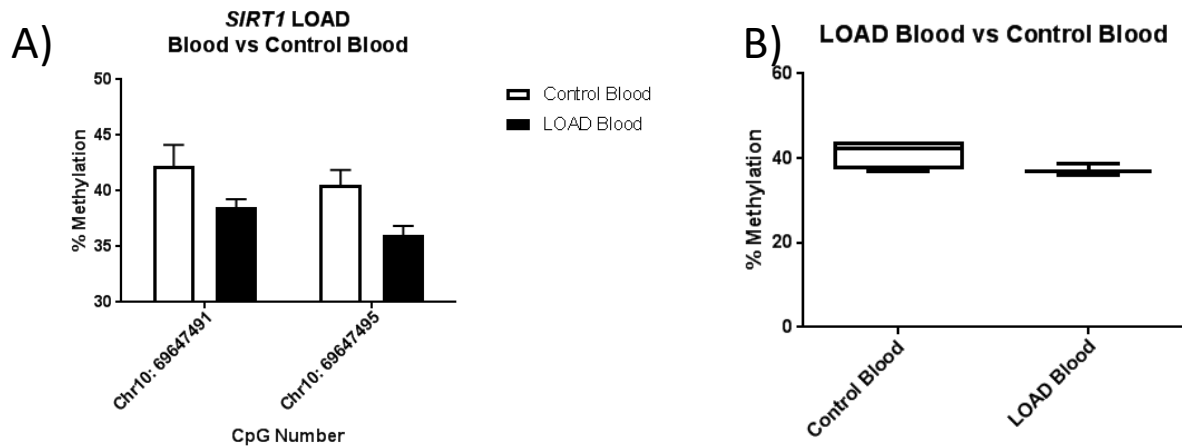 A)
SIRT1 LOAD
Blood vs Control Blood
% Methylation
50
45
40
35
30
Chr10: 69647491
Chr10: 69647495
CpG Number
Control Blood
LOAD Blood
B)
LOAD Blood vs Control Blood
% Methylation
60
40
20
0
Control Blood
LOAD Blood